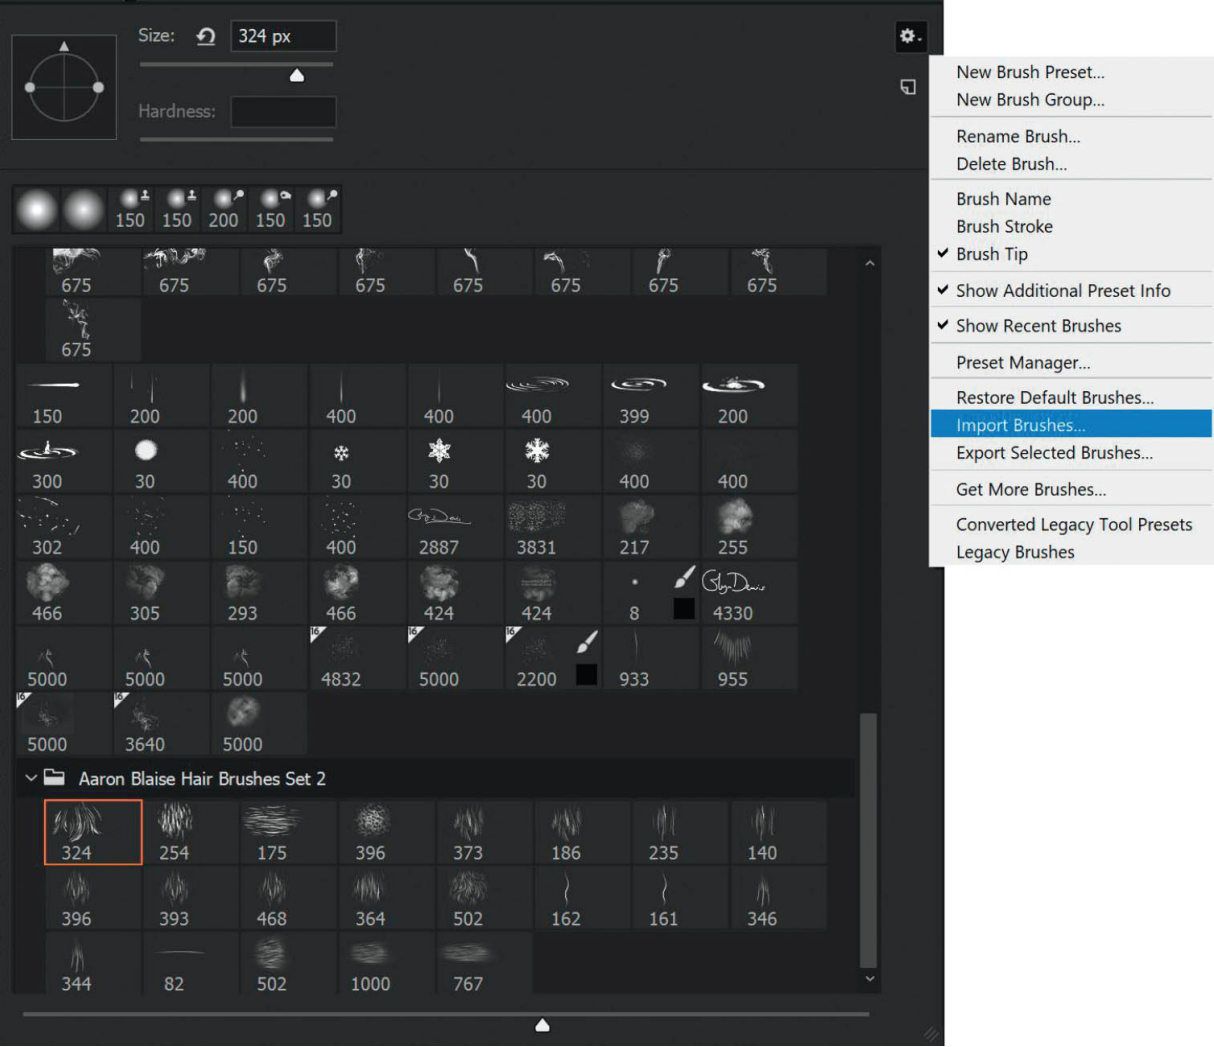 Size: 324 px
Hardness:
150 150 200 150 150
675 675 675 675 675 675 675 675
675
150 200 200 400 400 400 399 200
300 30 400 30 30 30 400 400
302 400 150 400 2887 3831 217 255
466 305 293 466 424 424 8 4330
16 16 16
5000 5000 5000 4832 5000 2200 933 955
16 16
5000 3640 5000
Aaron Blaise Hair Brushes Set 2
324 254 175 396 373 186 235 140
396 393 468 364 502 162 161 346
344 82 502 1000 767
New Brush Preset...
New Brush Group...
Rename Brush...
Delete Brush...
Brush Name
Brush Stroke
Brush Tip
Show Additional Preset Info
Show Recent Brushes
Preset Manager...
Restore Default Brushes...
Import Brushes...
Export Selected Brushes...
Get More Brushes...
Converted Legacy Tool Presets
Legacy Brushes